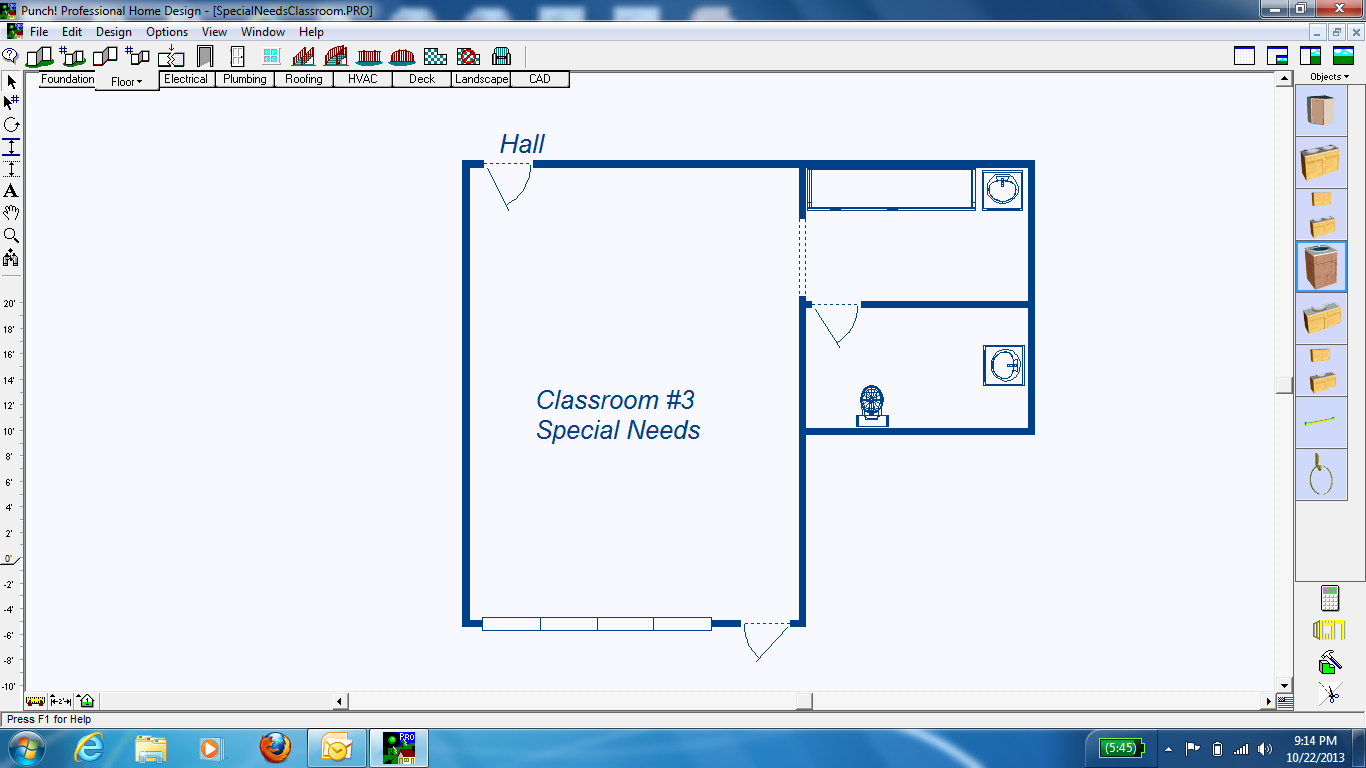 Punch! Professional Home Design - [SpecialNeedsClassroom.PRO]
File Edit Design Options View Window Help
Objects
Foundation Floor Electrical Plumbing Roofing HVAC Deck Landscape CAD
Hall
Classroom #3
Special Needs
20'
18'
16'
14'
12'
10'
8'
6'
4'
2'
0'
-2'
-4'
-6'
-8'
-10'
Press F1 for Help
PRO
(5:45)
9:14 PM
10/22/2013